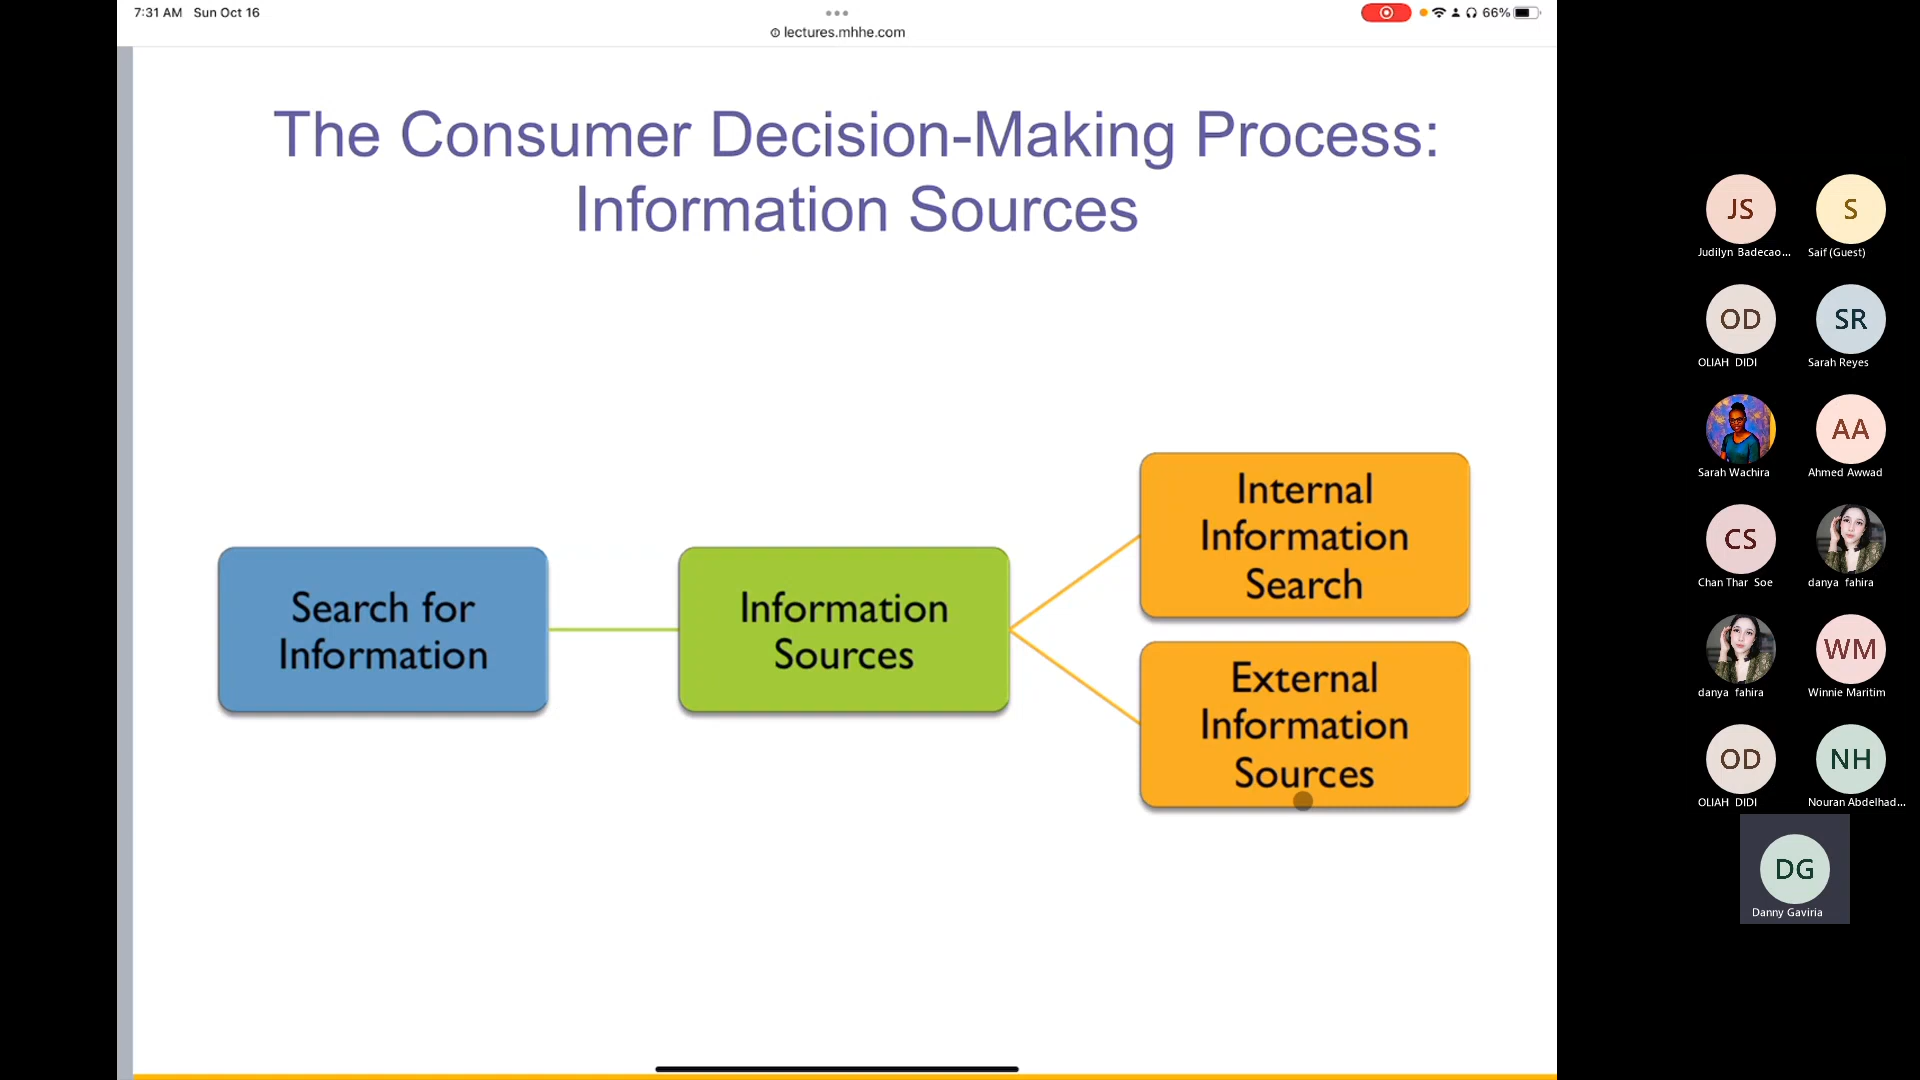 7:31 AM Sun Oct 16
66%
lectures.mhhe.com
The Consumer Decision-Making Process:
Information Sources
Search for
Information
Information
Sources
Internal
Information
Search
External
Information
Sources
JS
Judilyn Badecao...
S
Saif (Guest)
OD
OLIAH DIDI
SR
Sarah Reyes
Sarah Wachira
AA
Ahmed Awwad
CS
Chan Thar Soe
danya fahira
danya fahira
WM
Winnie Maritim
OD
OLIAH DIDI
NH
Nouran Abdelhad...
DG
Danny Gaviria